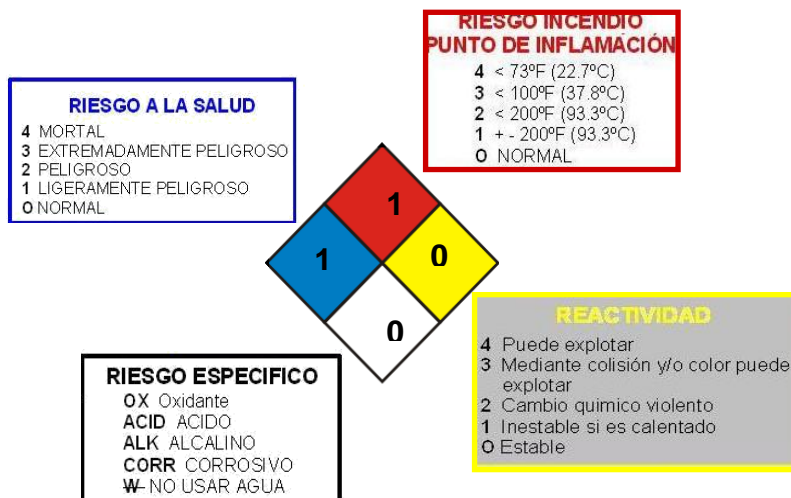 RIESGO INCENDIO
PUNTO DE INFLAMACIÓN
4 < 73ºF (22.7ºC)
3 < 100ºF (37.8ºC)
2 < 200ºF (93.3ºC)
1 + - 200ºF (93.3ºC)
0 NORMAL
RIESGO A LA SALUD
4 MORTAL
3 EXTREMADAMENTE PELIGROSO
2 PELIGROSO
1 LIGERAMENTE PELIGROSO
0 NORMAL
1
1
0
0
REACTIVIDAD
4 Puede explotar
3 Mediante colisión y/o color puede
explotar
2 Cambio quimico violento
1 Inestable si es calentado
0 Estable
RIESGO ESPECIFICO
OX Oxidante
ACID ACIDO
ALK ALCALINO
CORR CORROSIVO
W NO USAR AGUA